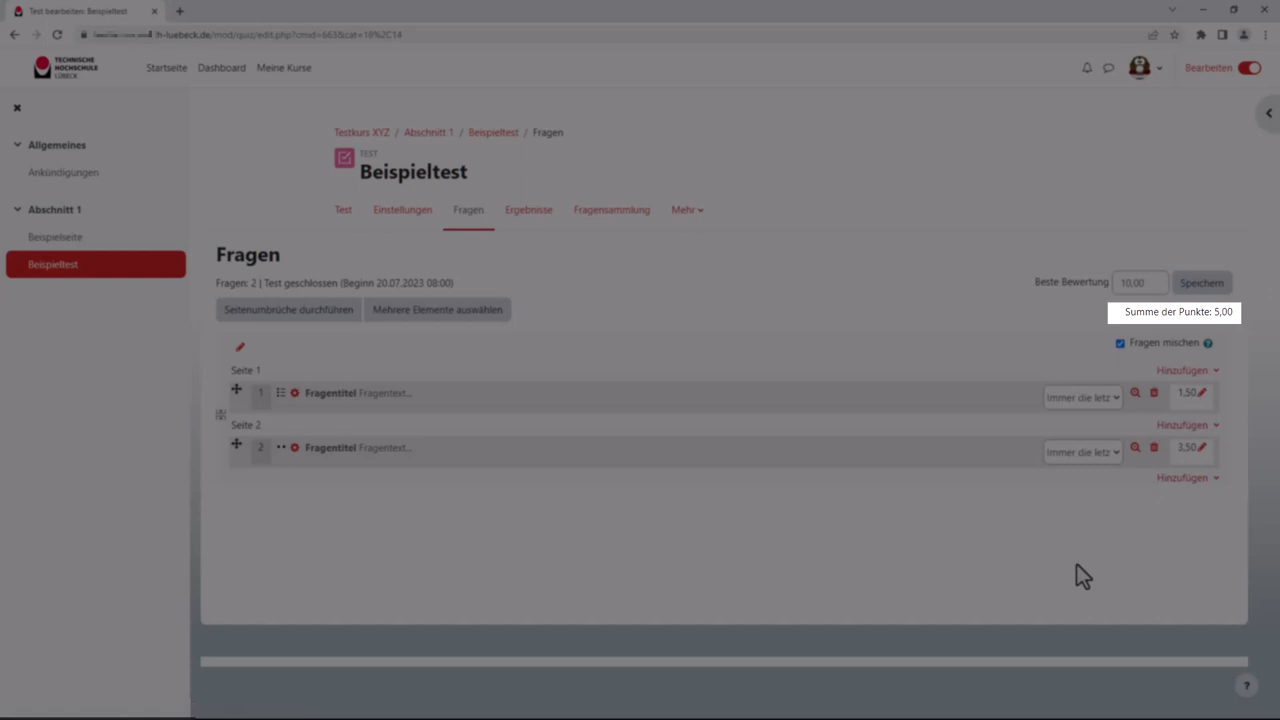 Test bearbeiten: Beispieltest
h-luebeck.de/mod/quiz/edit.php?cmid=663&cat=18%2C14
TECHNISCHE
HOCHSCHULE
LÜBECK
Startseite Dashboard Meine Kurse
Bearbeiten
Allgemeines
Ankündigungen
Abschnitt 1
Beispielseite
Beispieltest
Testkurs XYZ / Abschnitt 1 / Beispieltest / Fragen
TEST
Beispieltest
Test Einstellungen Fragen Ergebnisse Fragensammlung Mehr
Fragen
Fragen: 2 | Test geschlossen (Beginn 20.07.2023 08:00)
Beste Bewertung 10,00 Speichern
Seitenumbrüche durchführen Mehrere Elemente auswählen
Summe der Punkte: 5,00
Fragen mischen ?
Seite 1 Hinzufügen
1 Fragentitel Fragentext... Immer die letz 1,50
Seite 2 Hinzufügen
2 Fragentitel Fragentext... Immer die letz 3,50
Hinzufügen
?